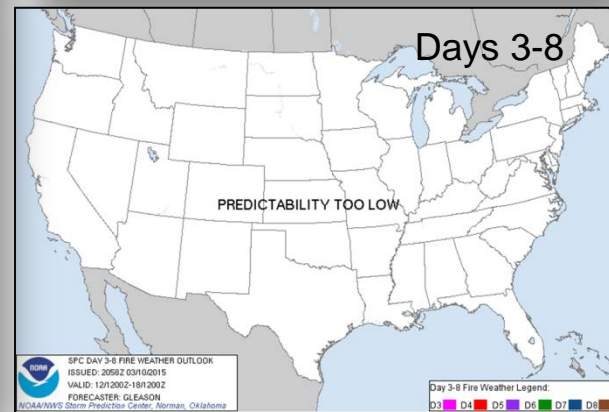 Days 3-8
PREDICTABILITY TOO LOW
NOAA
SPC DAY 3-8 FIRE WEATHER OUTLOOK
ISSUED: 2058Z 03/10/2015
VALID: 12/1200Z-18/1200Z
FORECASTER: GLEASON
NOAA/NWS Storm Prediction Center, Norman, Oklahoma
Day 3-8 Fire Weather Legend:
D3 D4 D5 D6 D7 D8